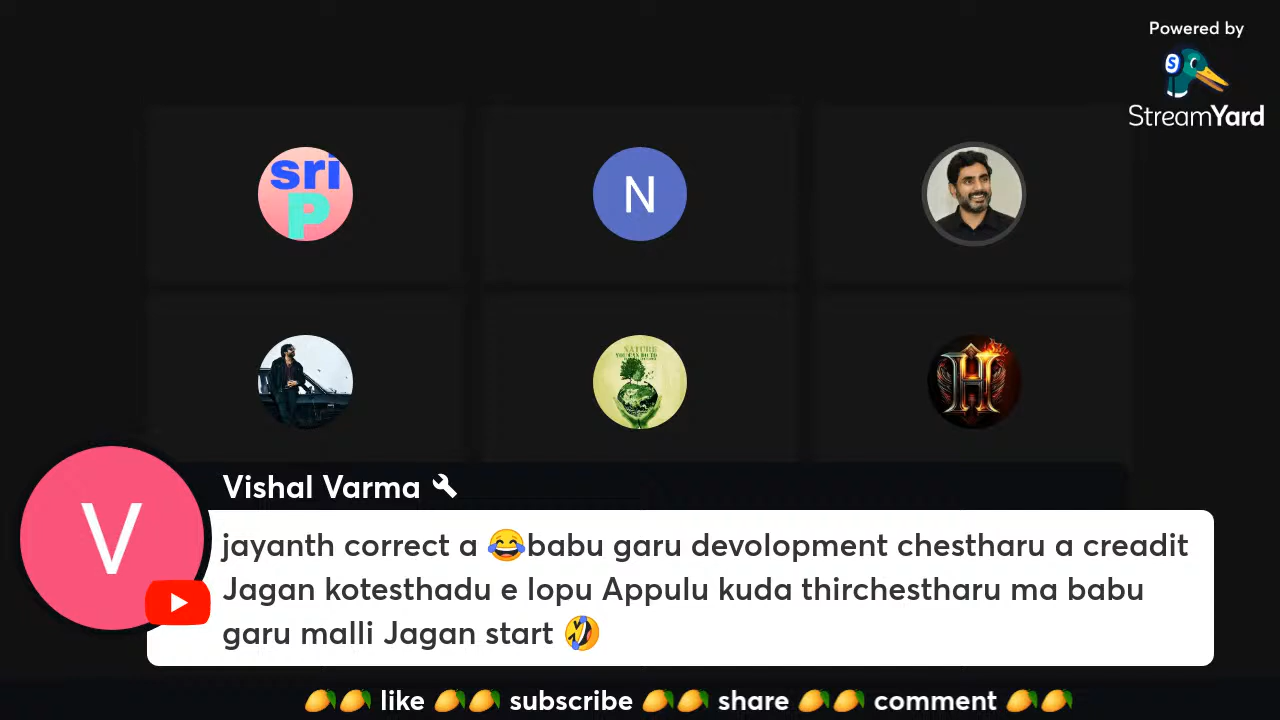 Powered by
StreamYard
sri
P
N
NATURE
H
Vishal Varma 🔧
V
jayanth correct a 😂babu garu devolopment chestharu a creadit
Jagan kotesthadu e lopu Appulu kuda thirchestharu ma babu
garu malli Jagan start 🤣
🥭🥭 like 🥭🥭 subscribe 🥭🥭 share 🥭🥭 comment 🥭🥭